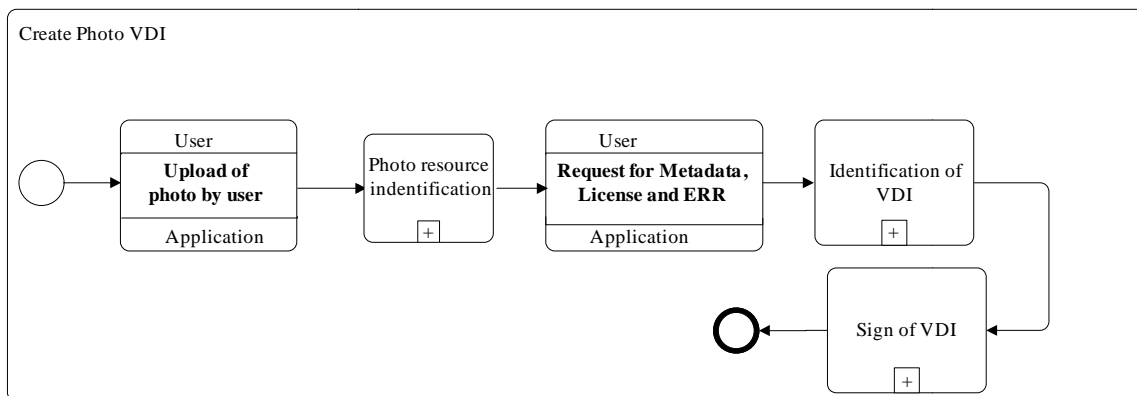 Create Photo VDI
User
Upload of
photo by user
Application
Photo resource
indentification
+
User
Request for Metadata,
License and ERR
Application
Identification of
VDI
+
Sign of VDI
+